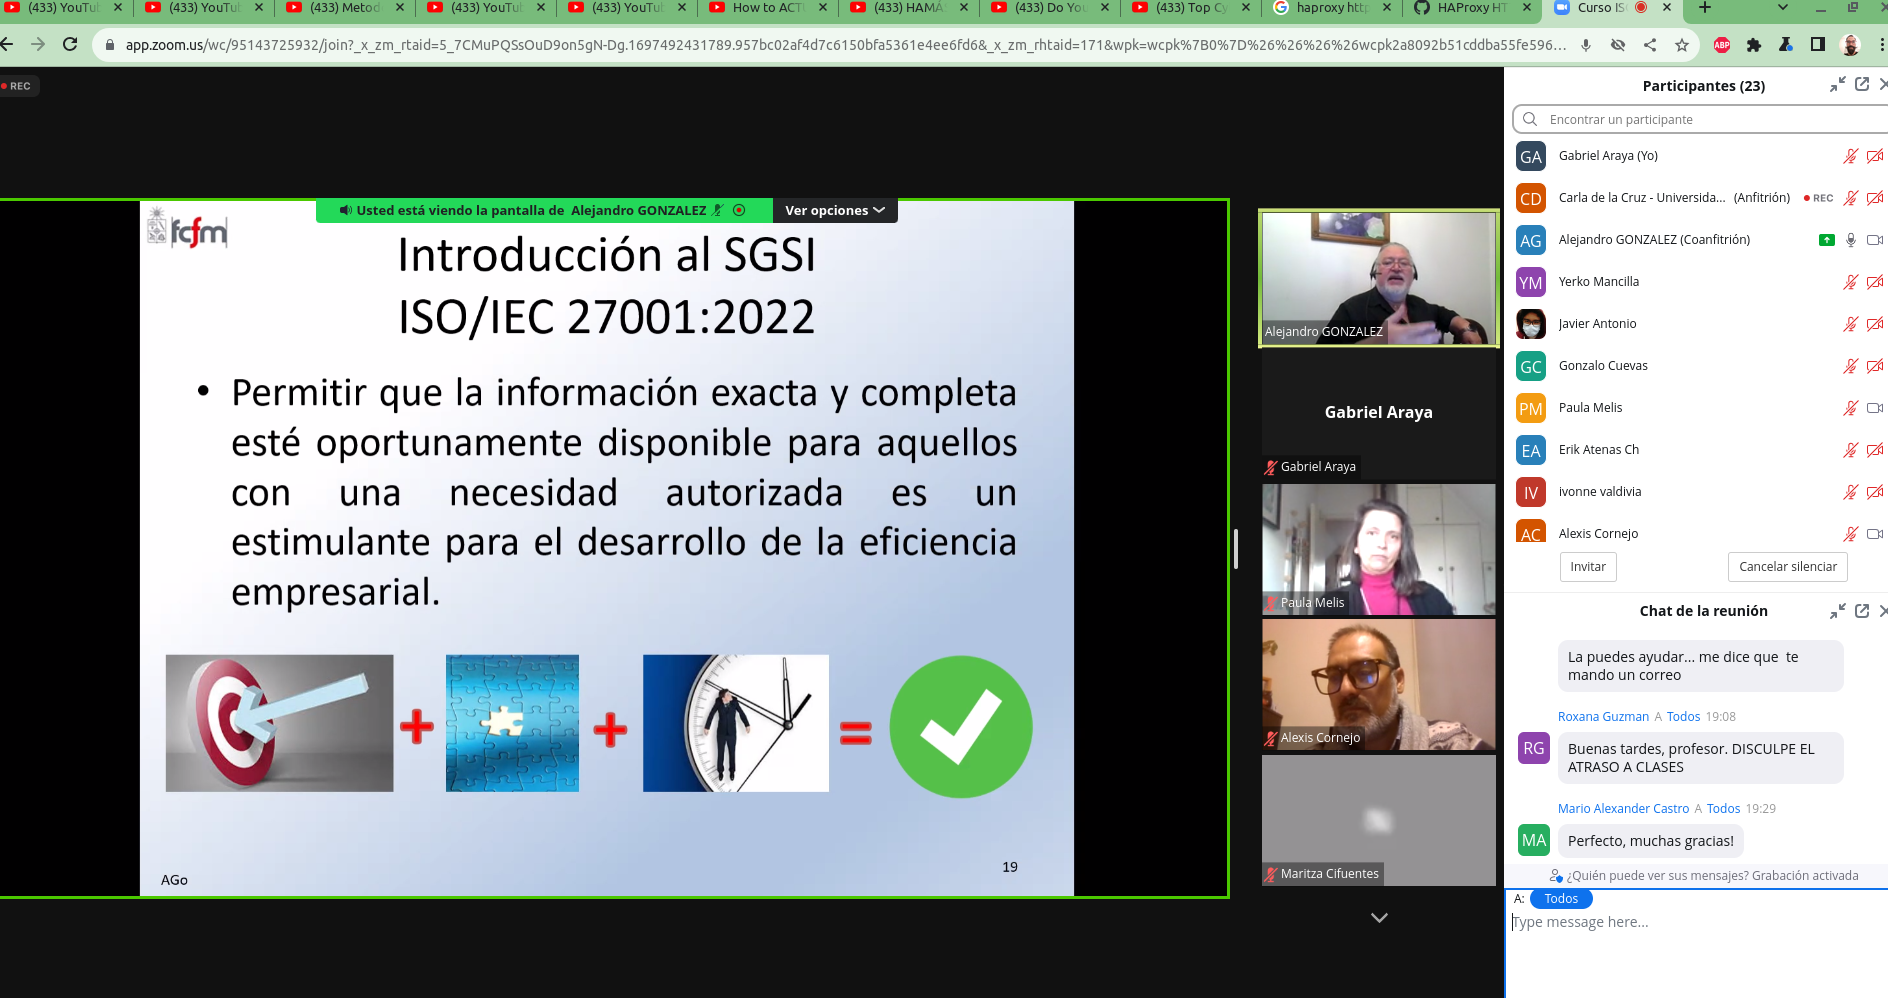 (433) YouTu
(433) YouTu
(433) Metod
(433) YouTu
(433) YouTu
How to ACT
(433) HAMÁ
(433) Do Yo
(433) Top Cy
haproxy http
HAProxy HT
Curso IS
app.zoom.us/wc/95143725932/join?_x_zm_rtaid=5_7CMuPQSsOuD9on5gN-Dg.1697492431789.957bc02af4d7c6150bfa5361e4ee6fd6&_x_zm_rhtaid=171&wpk=wcpk%7B0%7D%26%26%26%26wcpk2a8092b51cddba55fe596...
ABP
REC
Usted está viendo la pantalla de Alejandro GONZALEZ
Ver opciones
fcfm
Introducción al SGSI
ISO/IEC 27001:2022
• Permitir que la información exacta y completa
esté oportunamente disponible para aquellos
con una necesidad autorizada es un
estimulante para el desarrollo de la eficiencia
empresarial.
+
+
=
AGo
19
Alejandro GONZALEZ
Gabriel Araya
Gabriel Araya
Paula Melis
Alexis Cornejo
Maritza Cifuentes
Participantes (23)
Encontrar un participante
GA Gabriel Araya (Yo)
CD Carla de la Cruz - Universida... (Anfitrión) REC
AG Alejandro GONZALEZ (Coanfitrión)
YM Yerko Mancilla
Javier Antonio
GC Gonzalo Cuevas
PM Paula Melis
EA Erik Atenas Ch
IV ivonne valdivia
AC Alexis Cornejo
Invitar
Cancelar silenciar
Chat de la reunión
La puedes ayudar... me dice que te
mando un correo
Roxana Guzman A Todos 19:08
RG
Buenas tardes, profesor. DISCULPE EL
ATRASO A CLASES
Mario Alexander Castro A Todos 19:29
MA
Perfecto, muchas gracias!
¿Quién puede ver sus mensajes? Grabación activada
A: Todos
Type message here...